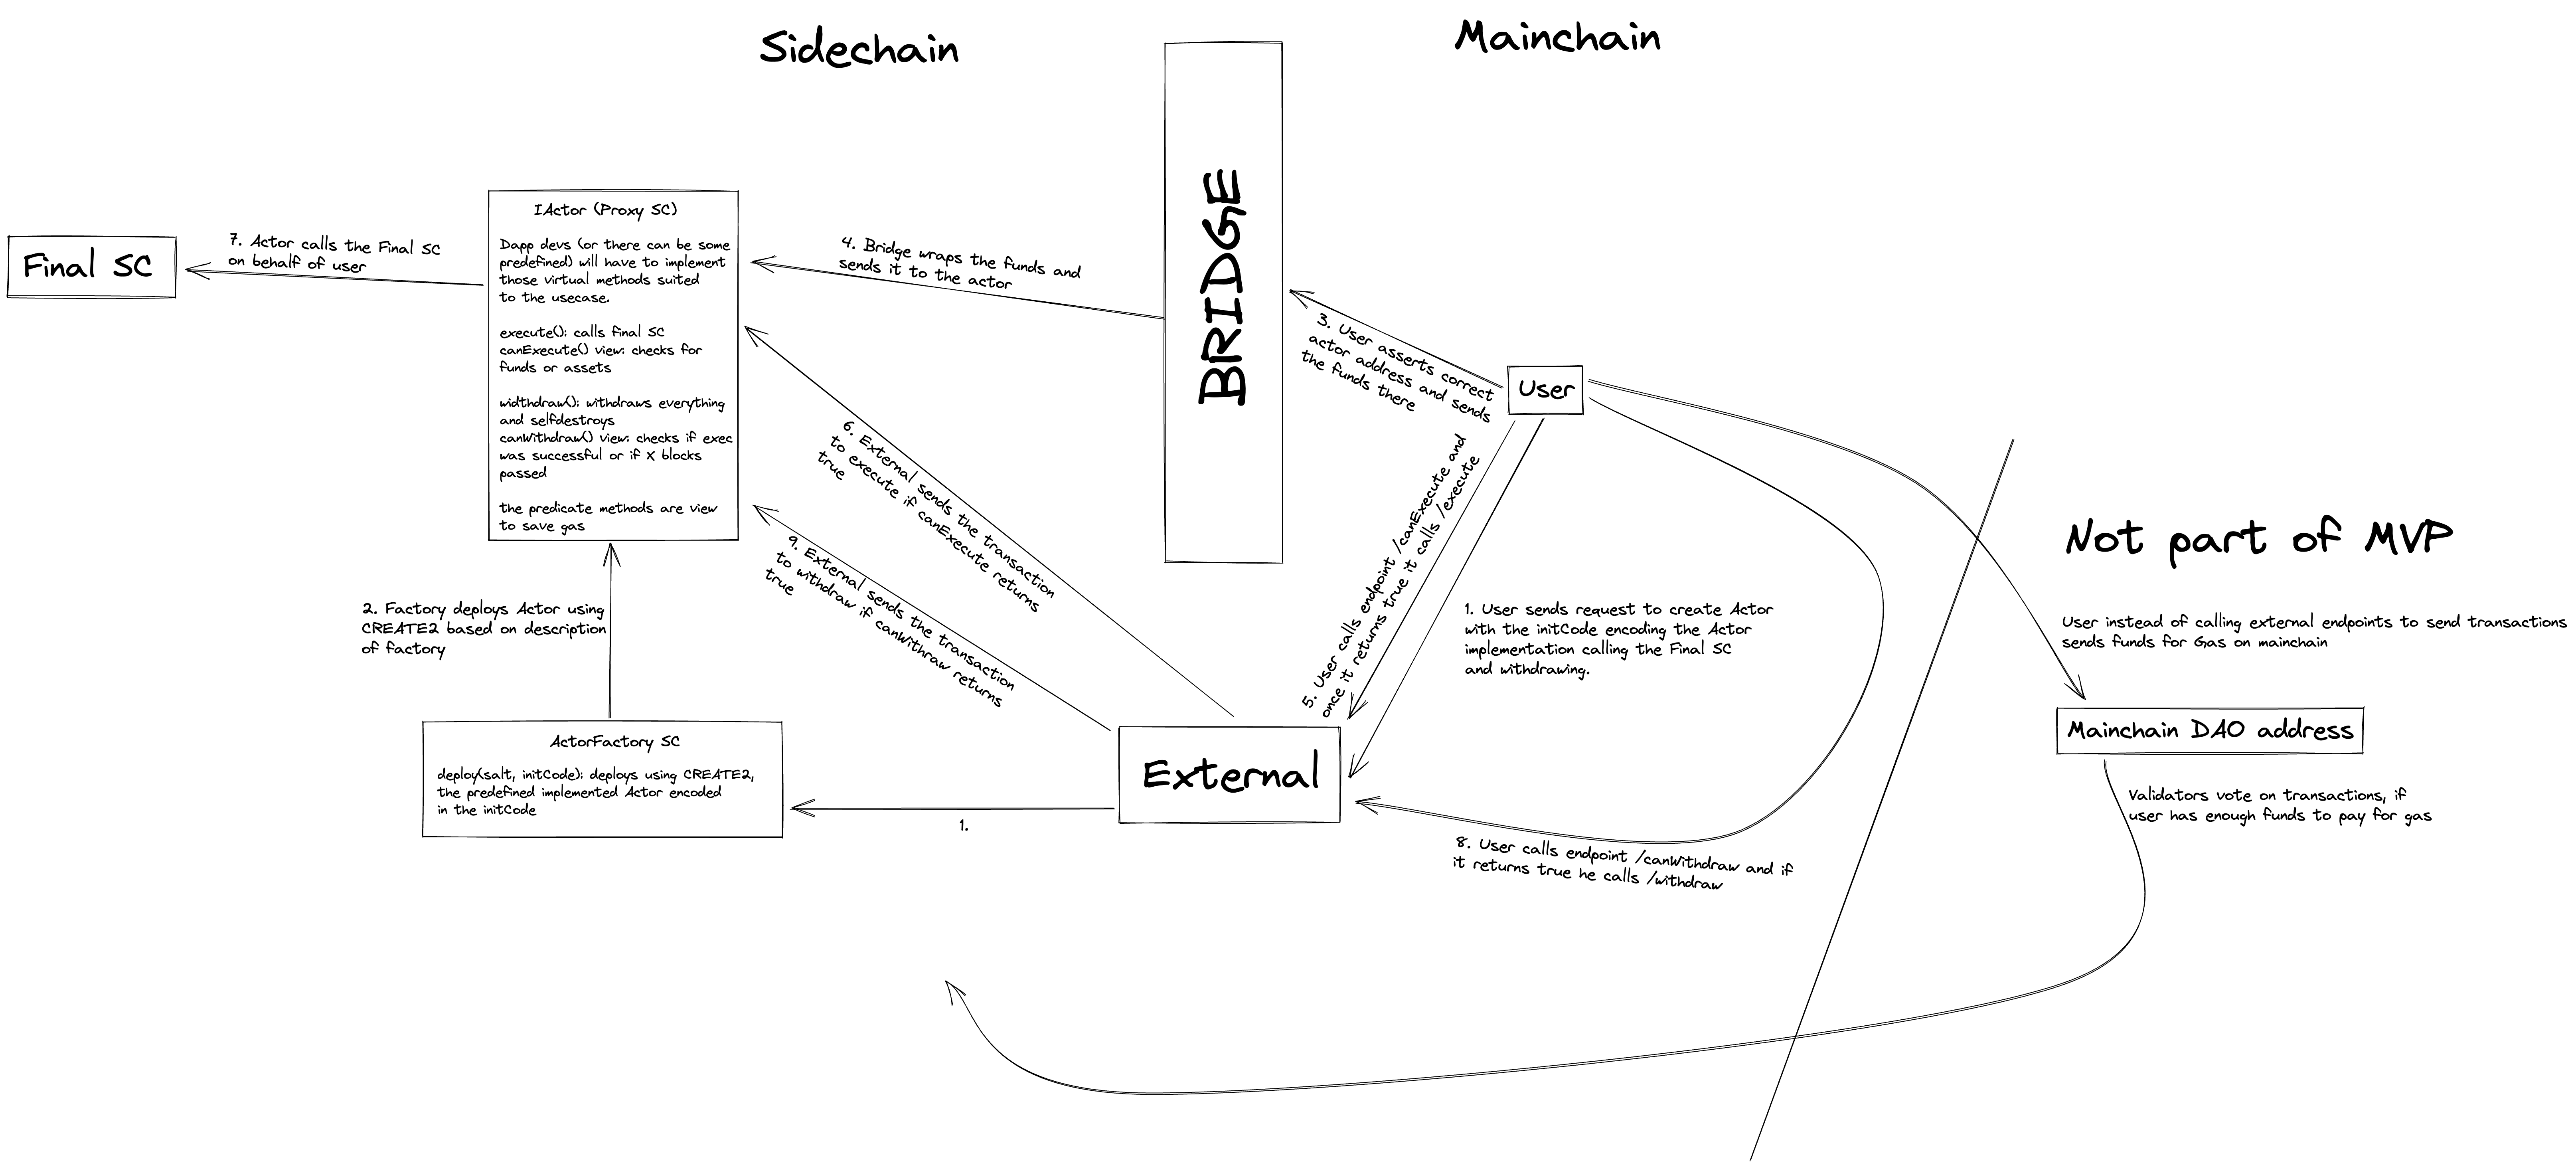 Sidechain
Mainchain
BRIDGE
Final SC
7. Actor calls the Final SC
on behalf of user
IActor (Proxy SC)
Dapp devs (or there can be some
predefined) will have to implement
those virtual methods suited
to the usecase.
execute(): calls final SC
canExecute() view: checks for
funds or assets
widthdraw(): withdraws everything
and selfdestroys
canWithdraw() view: checks if exec
was successful or if X blocks
passed
the predicate methods are view
to save gas
4. Bridge wraps the funds and
sends it to the actor
3. User asserts correct
actor address and sends
the funds there
User
6. External sends the transaction
to execute if canExecute returns
true
9. External sends the transaction
to withdraw if canWithraw returns
true
5. User calls endpoint /canExecute and
once it returns true it calls /execute
1. User sends request to create Actor
with the initCode encoding the Actor
implementation calling the Final SC
and withdrawing.
2. Factory deploys Actor using
CREATE2 based on description
of factory
ActorFactory SC
deploy(salt, initCode): deploys using CREATE2,
the predefined implemented Actor encoded
in the initCode
1.
External
8. User calls endpoint /canWithdraw and if
it returns true he calls /withdraw
Not part of MVP
User instead of calling external endpoints to send transactions
sends funds for Gas on mainchain
Mainchain DAO address
Validators vote on transactions, if
user has enough funds to pay for gas